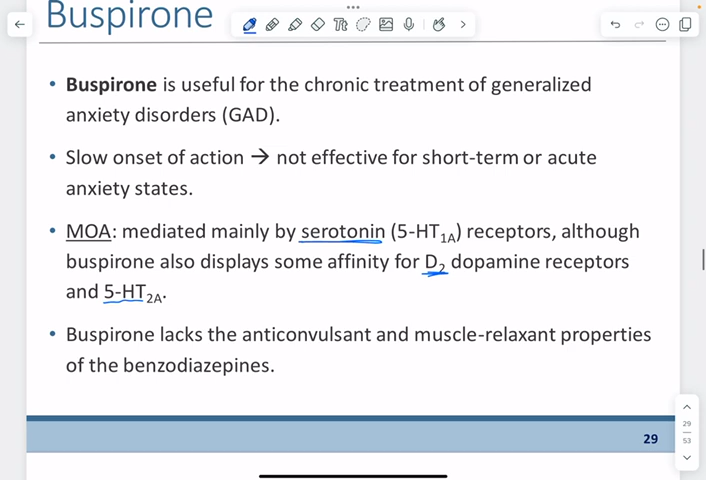 Buspirone
• Buspirone is useful for the chronic treatment of generalized
anxiety disorders (GAD).
• Slow onset of action → not effective for short-term or acute
anxiety states.
• MOA: mediated mainly by serotonin (5-HT1A) receptors, although
buspirone also displays some affinity for D2 dopamine receptors
and 5-HT2A.
• Buspirone lacks the anticonvulsant and muscle-relaxant properties
of the benzodiazepines.
29
29
53